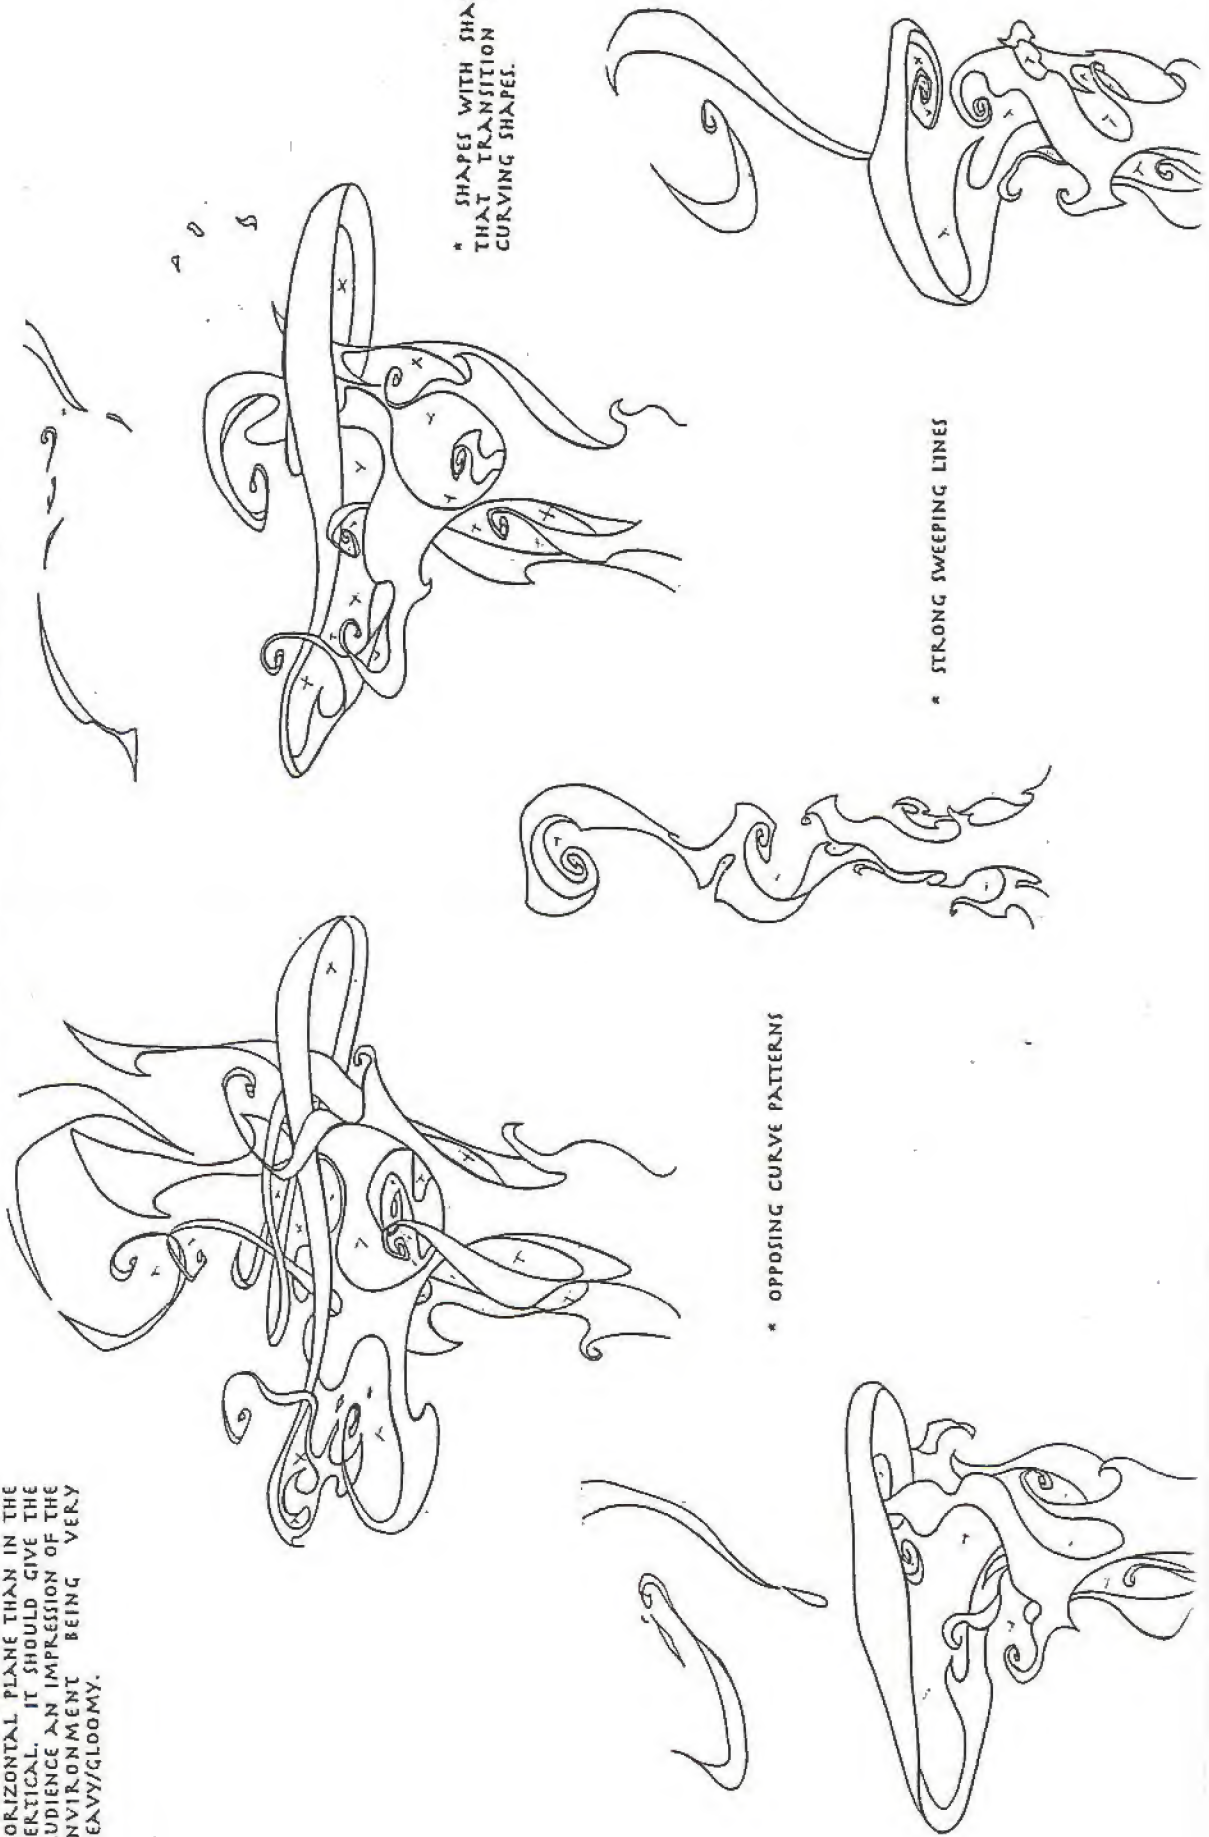 ORIZONTAL PLANE THAN IN THE
ERTICAL. IT SHOULD GIVE THE
UDIENCE AN IMPRESSION OF THE
NVIRONMENT BEING VERY
EAVY/GLOOMY.
* OPPOSING CURVE PATTERNS
* STRONG SWEEPING LINES
* SHAPES WITH SHA
THAT TRANSITION
CURVING SHAPES.